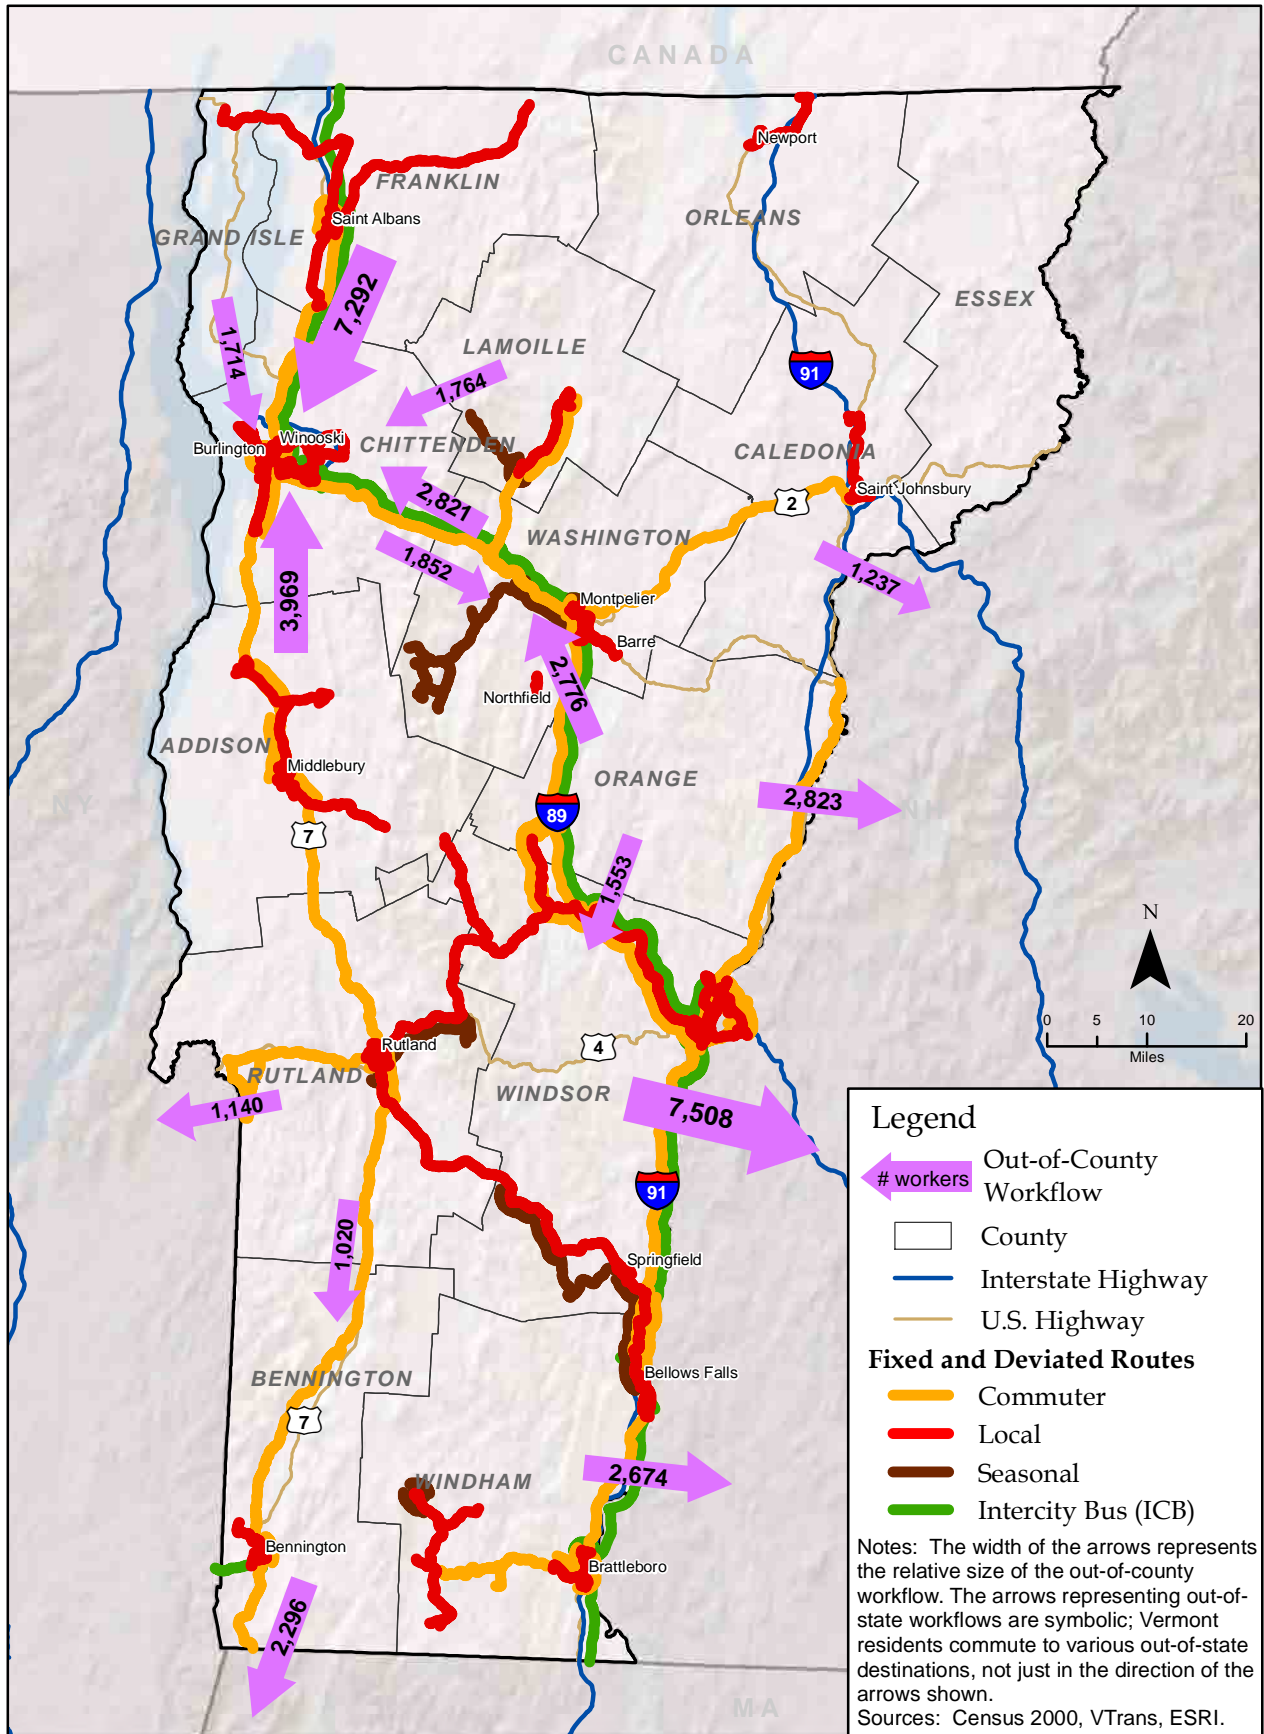 CANADA
Newport
FRANKLIN
ORLEANS
Saint Albans
GRAND ISLE
ESSEX
7,292
1,714
LAMOILLE
91
1,764
Winooski
CHITTENDEN
Burlington
CALEDONIA
Saint Johnsbury
2,821
2
WASHINGTON
1,852
1,237
3,969
Montpelier
Barre
2,776
Northfield
ADDISON
Middlebury
ORANGE
NY
2,823
89
7
1,553
N
0 5 10 20
Miles
Rutland
4
RUTLAND
WINDSOR
1,140
7,508
91
1,020
Springfield
BENNINGTON
Bellows Falls
7
WINDHAM
2,674
Bennington
Brattleboro
2,296
MA
Legend
# workers
Out-of-County
Workflow
County
Interstate Highway
U.S. Highway
Fixed and Deviated Routes
Commuter
Local
Seasonal
Intercity Bus (ICB)
Notes: The width of the arrows represents
the relative size of the out-of-county
workflow. The arrows representing out-of-
state workflows are symbolic; Vermont
residents commute to various out-of-state
destinations, not just in the direction of the
arrows shown.
Sources: Census 2000, VTrans, ESRI.